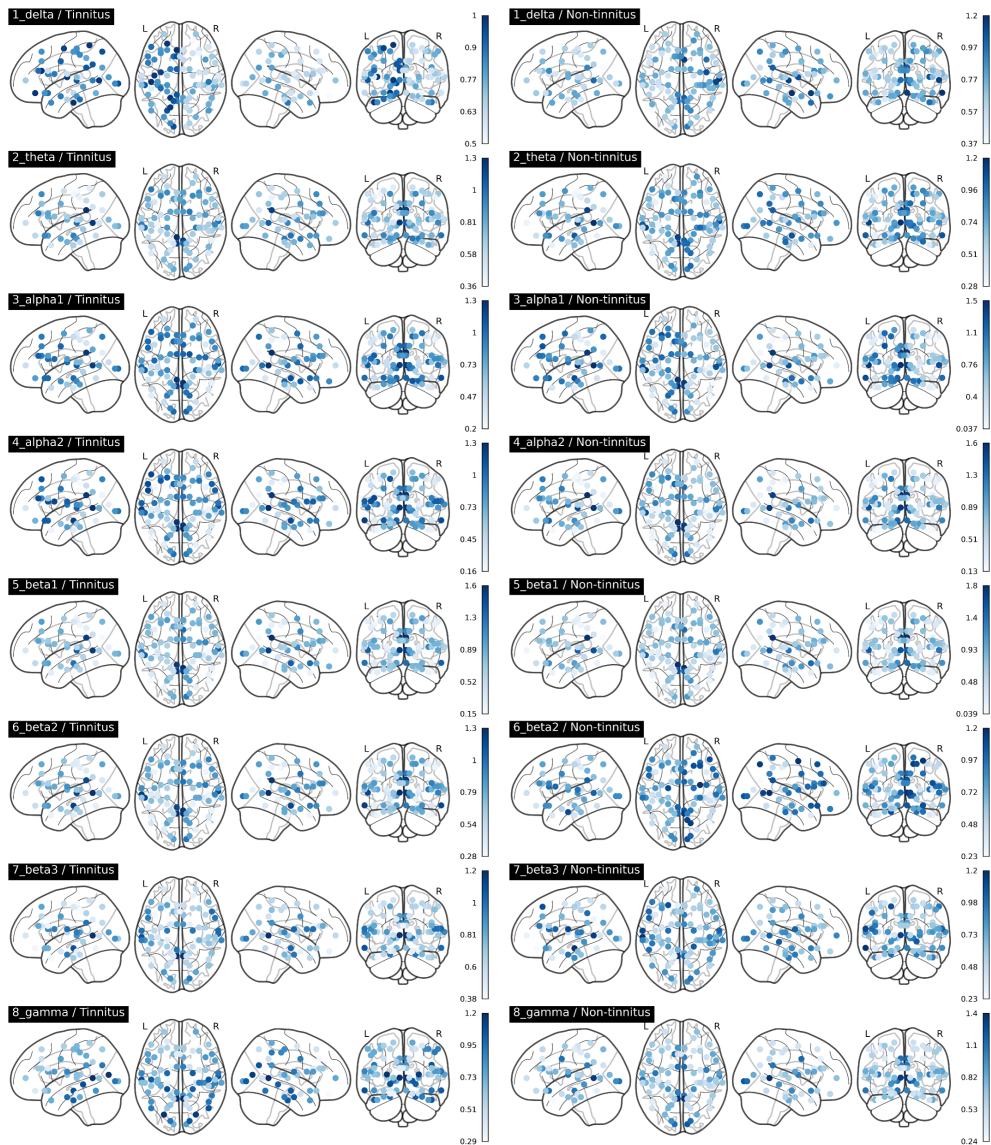 1_delta / Tinnitus
L R
L R
1
0.9
0.77
0.63
0.5
1_delta / Non-tinnitus
L R
L R
1.2
0.97
0.77
0.57
0.37
2_theta / Tinnitus
L R
L R
1.3
1
0.81
0.58
0.36
2_theta / Non-tinnitus
L R
L R
1.2
0.96
0.74
0.51
0.28
3_alpha1 / Tinnitus
L R
L R
1.3
1
0.73
0.47
0.2
3_alpha1 / Non-tinnitus
L R
L R
1.5
1.1
0.76
0.4
0.037
4_alpha2 / Tinnitus
L R
L R
1.3
1
0.73
0.45
0.16
4_alpha2 / Non-tinnitus
L R
L R
1.6
1.3
0.89
0.51
0.13
5_beta1 / Tinnitus
L R
L R
1.6
1.3
0.89
0.52
0.15
5_beta1 / Non-tinnitus
L R
L R
1.8
1.4
0.93
0.48
0.039
6_beta2 / Tinnitus
L R
L R
1.3
1
0.79
0.54
0.28
6_beta2 / Non-tinnitus
L R
L R
1.2
0.97
0.72
0.48
0.23
7_beta3 / Tinnitus
L R
L R
1.2
1
0.81
0.6
0.38
7_beta3 / Non-tinnitus
L R
L R
1.2
0.98
0.73
0.48
0.23
8_gamma / Tinnitus
L R
L R
1.2
0.95
0.73
0.51
0.29
8_gamma / Non-tinnitus
L R
L R
1.4
1.1
0.82
0.53
0.24